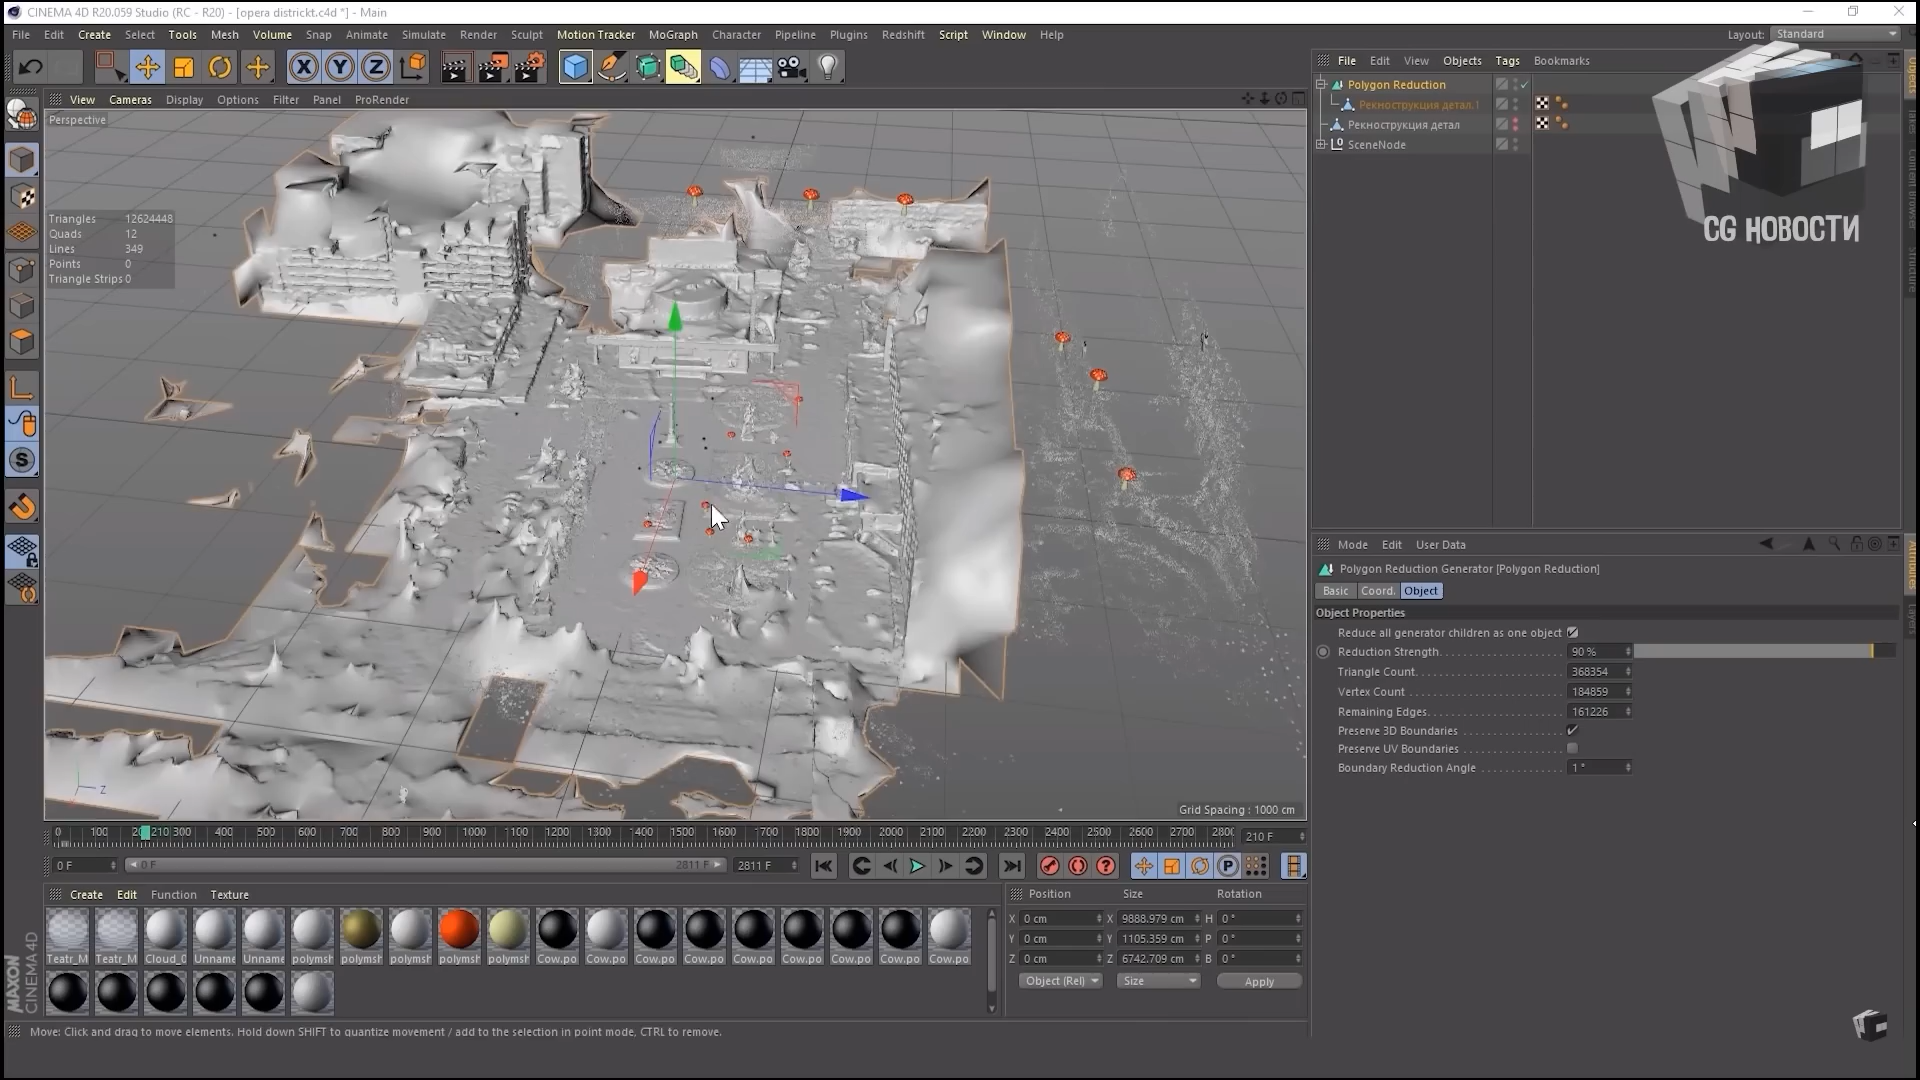 CINEMA 4D R20.059 Studio (RC - R20) - [opera districkt.c4d *] - Main
File Edit Create Select Tools Mesh Volume Snap Animate Simulate Render Sculpt Motion Tracker MoGraph Character Pipeline Plugins Redshift Script Window Help
Layout: Standard
View Cameras Display Options Filter Panel ProRender
Perspective
Triangles 12624448
Quads 12
Lines 349
Points 0
Triangle Strips 0
Z
Grid Spacing : 1000 cm
File Edit View Objects Tags Bookmarks
Polygon Reduction
Рекнострукция детал.1
Рекнострукция детал
SceneNode
CG НОВОСТИ
Objects
Takes
Content Browser
Structure
Mode Edit User Data
Polygon Reduction Generator [Polygon Reduction]
Basic Coord. Object
Object Properties
Reduce all generator children as one object
Reduction Strength 90 %
Triangle Count 368354
Vertex Count 184859
Remaining Edges 161226
Preserve 3D Boundaries
Preserve UV Boundaries
Boundary Reduction Angle 1 °
Attributes
Layers
0 100 210 300 400 500 600 700 800 900 1000 1100 1200 1300 1400 1500 1600 1700 1800 1900 2000 2100 2200 2300 2400 2500 2600 2700 2800
210 F
0 F 0 F 2811 F 2811 F
Create Edit Function Texture
Teatr_M Teatr_M Cloud_0 Unname Unname polymsh polymsh polymsh polymsh polymsh Cow.po Cow.po Cow.po Cow.po Cow.po Cow.po Cow.po Cow.po Cow.po
Position Size Rotation
X 0 cm X 9888.979 cm H 0 °
Y 0 cm Y 1105.359 cm P 0 °
Z 0 cm Z 6742.709 cm B 0 °
Object (Rel) Size Apply
MAXON
CINEMA4D
Move: Click and drag to move elements. Hold down SHIFT to quantize movement / add to the selection in point mode, CTRL to remove.